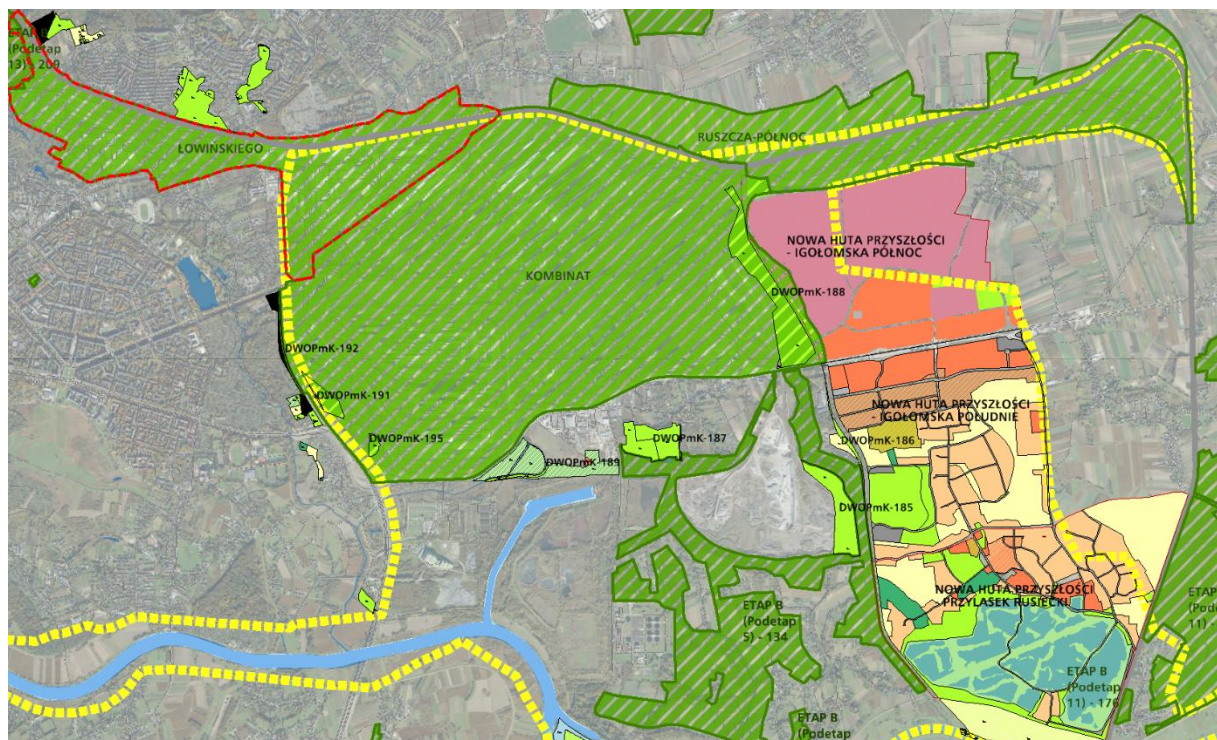 ETAP B
(Podetap
13) - 209
ŁOWIŃSKIEGO
RUSZCZA-PÓŁNOC
KOMBINAT
NOWA HUTA PRZYSZŁOŚCI
- IGOŁOMSKA PÓŁNOC
DWOPmK-188
DWOPmK-192
DWOPmK-191
DWOPmK-195
DWOPmK-189
DWOPmK-187
NOWA HUTA PRZYSZŁOŚCI
- IGOŁOMSKA POŁUDNIE
DWOPmK-186
DWOPmK-185
NOWA HUTA PRZYSZŁOŚCI
- PRZYLASEK RUSIECKI
ETAP B
(Podetap
5) - 134
ETAP B
(Podetap
11) - 176
ETAP B
(Podetap
11) -